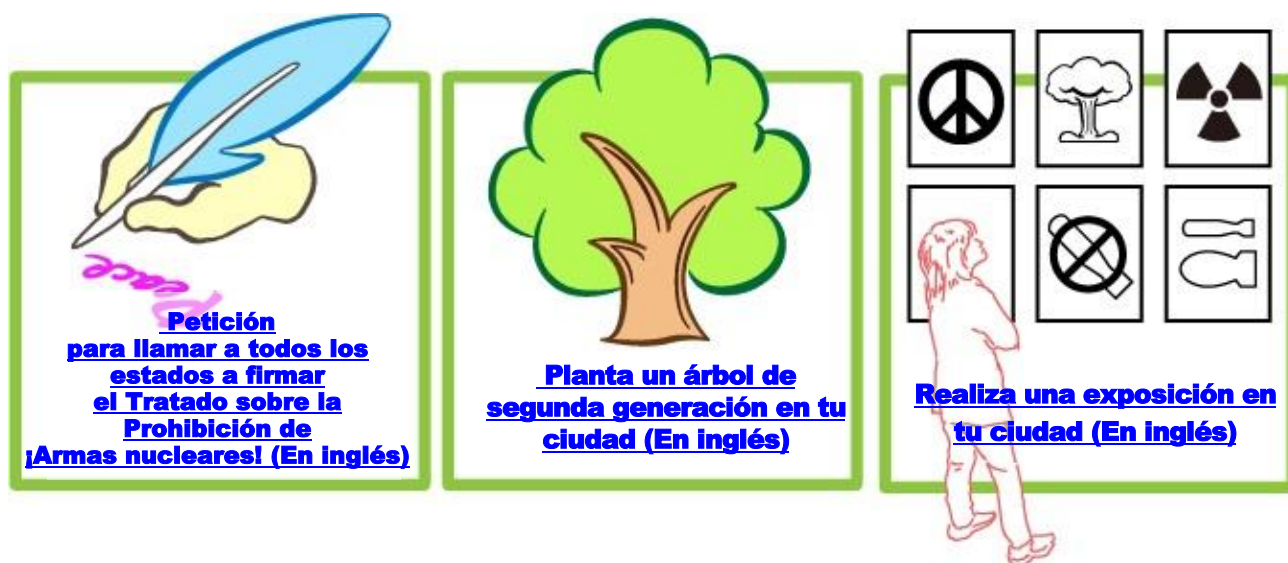 Peace
Petición
para llamar a todos los
estados a firmar
el Tratado sobre la
Prohibición de
¡Armas nucleares! (En inglés)
Planta un árbol de
segunda generación en tu
ciudad (En inglés)
Realiza una exposición en
tu ciudad (En inglés)